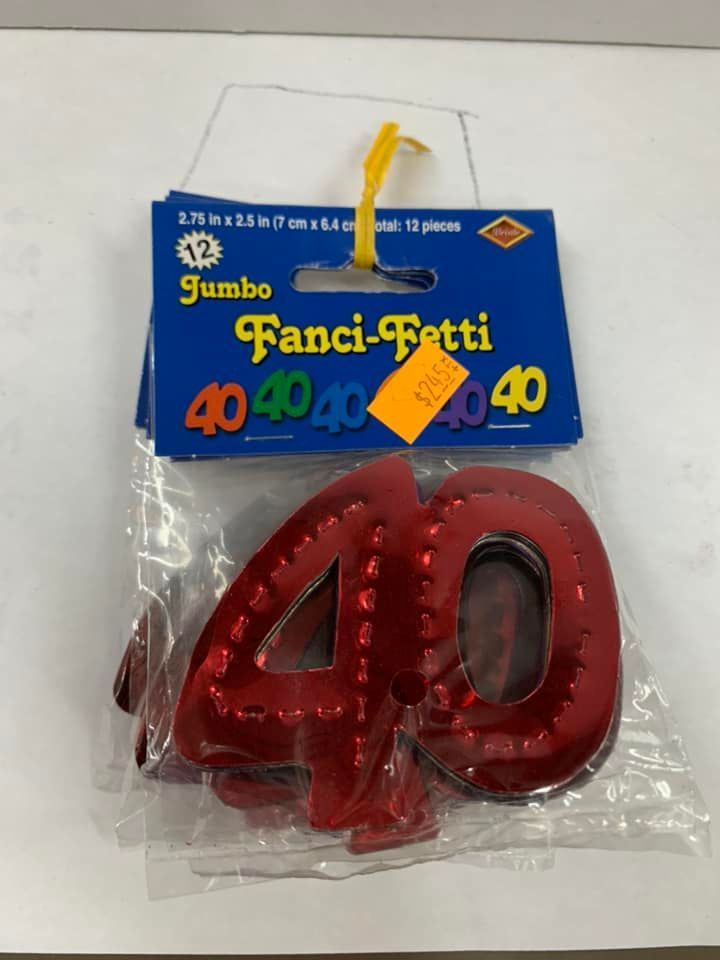 2.75 in x 2.5 in (7 cm x 6.4 cm) total: 12 pieces
Beistle
12
Jumbo
Fanci-Fetti
40 40 40 40 40
$2.45
40